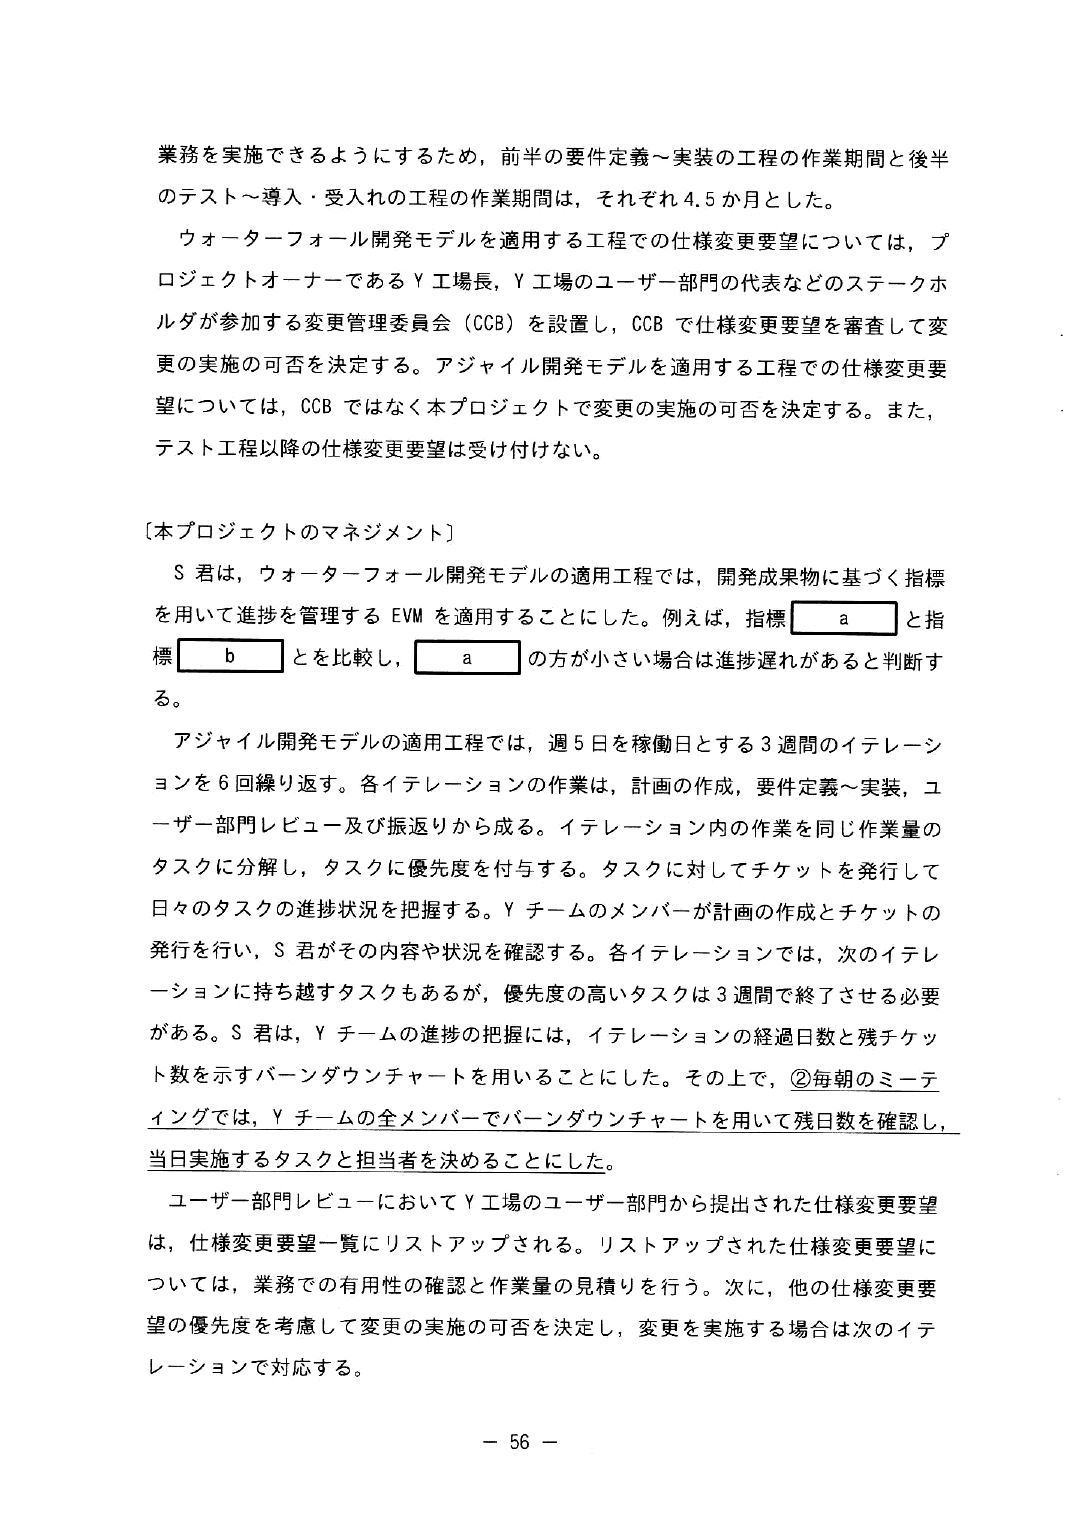 業務を実施できるようにするため，前半の要件定義～実装の工程の作業期間と後半
のテスト～導入・受入れの工程の作業期間は，それぞれ 4.5 か月とした。
ウォーターフォール開発モデルを適用する工程での仕様変更要望については，プ
ロジェクトオーナーである Y 工場長，Y 工場のユーザー部門の代表などのステークホ
ルダが参加する変更管理委員会（CCB）を設置し，CCB で仕様変更要望を審査して変
更の実施の可否を決定する。アジャイル開発モデルを適用する工程での仕様変更要
望については，CCB ではなく本プロジェクトで変更の実施の可否を決定する。また，
テスト工程以降の仕様変更要望は受け付けない。
〔本プロジェクトのマネジメント〕
S 君は，ウォーターフォール開発モデルの適用工程では，開発成果物に基づく指標
を用いて進捗を管理する EVM を適用することにした。例えば，指標 a と指
標 b とを比較し， a の方が小さい場合は進捗遅れがあると判断す
る。
アジャイル開発モデルの適用工程では，週 5 日を稼働日とする 3 週間のイテレーシ
ョンを 6 回繰り返す。各イテレーションの作業は，計画の作成，要件定義～実装，ユ
ーザー部門レビュー及び振返りから成る。イテレーション内の作業を同じ作業量の
タスクに分解し，タスクに優先度を付与する。タスクに対してチケットを発行して
日々のタスクの進捗状況を把握する。Y チームのメンバーが計画の作成とチケットの
発行を行い，S 君がその内容や状況を確認する。各イテレーションでは，次のイテレ
ーションに持ち越すタスクもあるが，優先度の高いタスクは 3 週間で終了させる必要
がある。S 君は，Y チームの進捗の把握には，イテレーションの経過日数と残チケッ
ト数を示すバーンダウンチャートを用いることにした。その上で，②毎朝のミーテ
ィングでは，Y チームの全メンバーでバーンダウンチャートを用いて残日数を確認し，
当日実施するタスクと担当者を決めることにした。
ユーザー部門レビューにおいて Y 工場のユーザー部門から提出された仕様変更要望
は，仕様変更要望一覧にリストアップされる。リストアップされた仕様変更要望に
ついては，業務での有用性の確認と作業量の見積りを行う。次に，他の仕様変更要
望の優先度を考慮して変更の実施の可否を決定し，変更を実施する場合は次のイテ
レーションで対応する。
－ 56 －